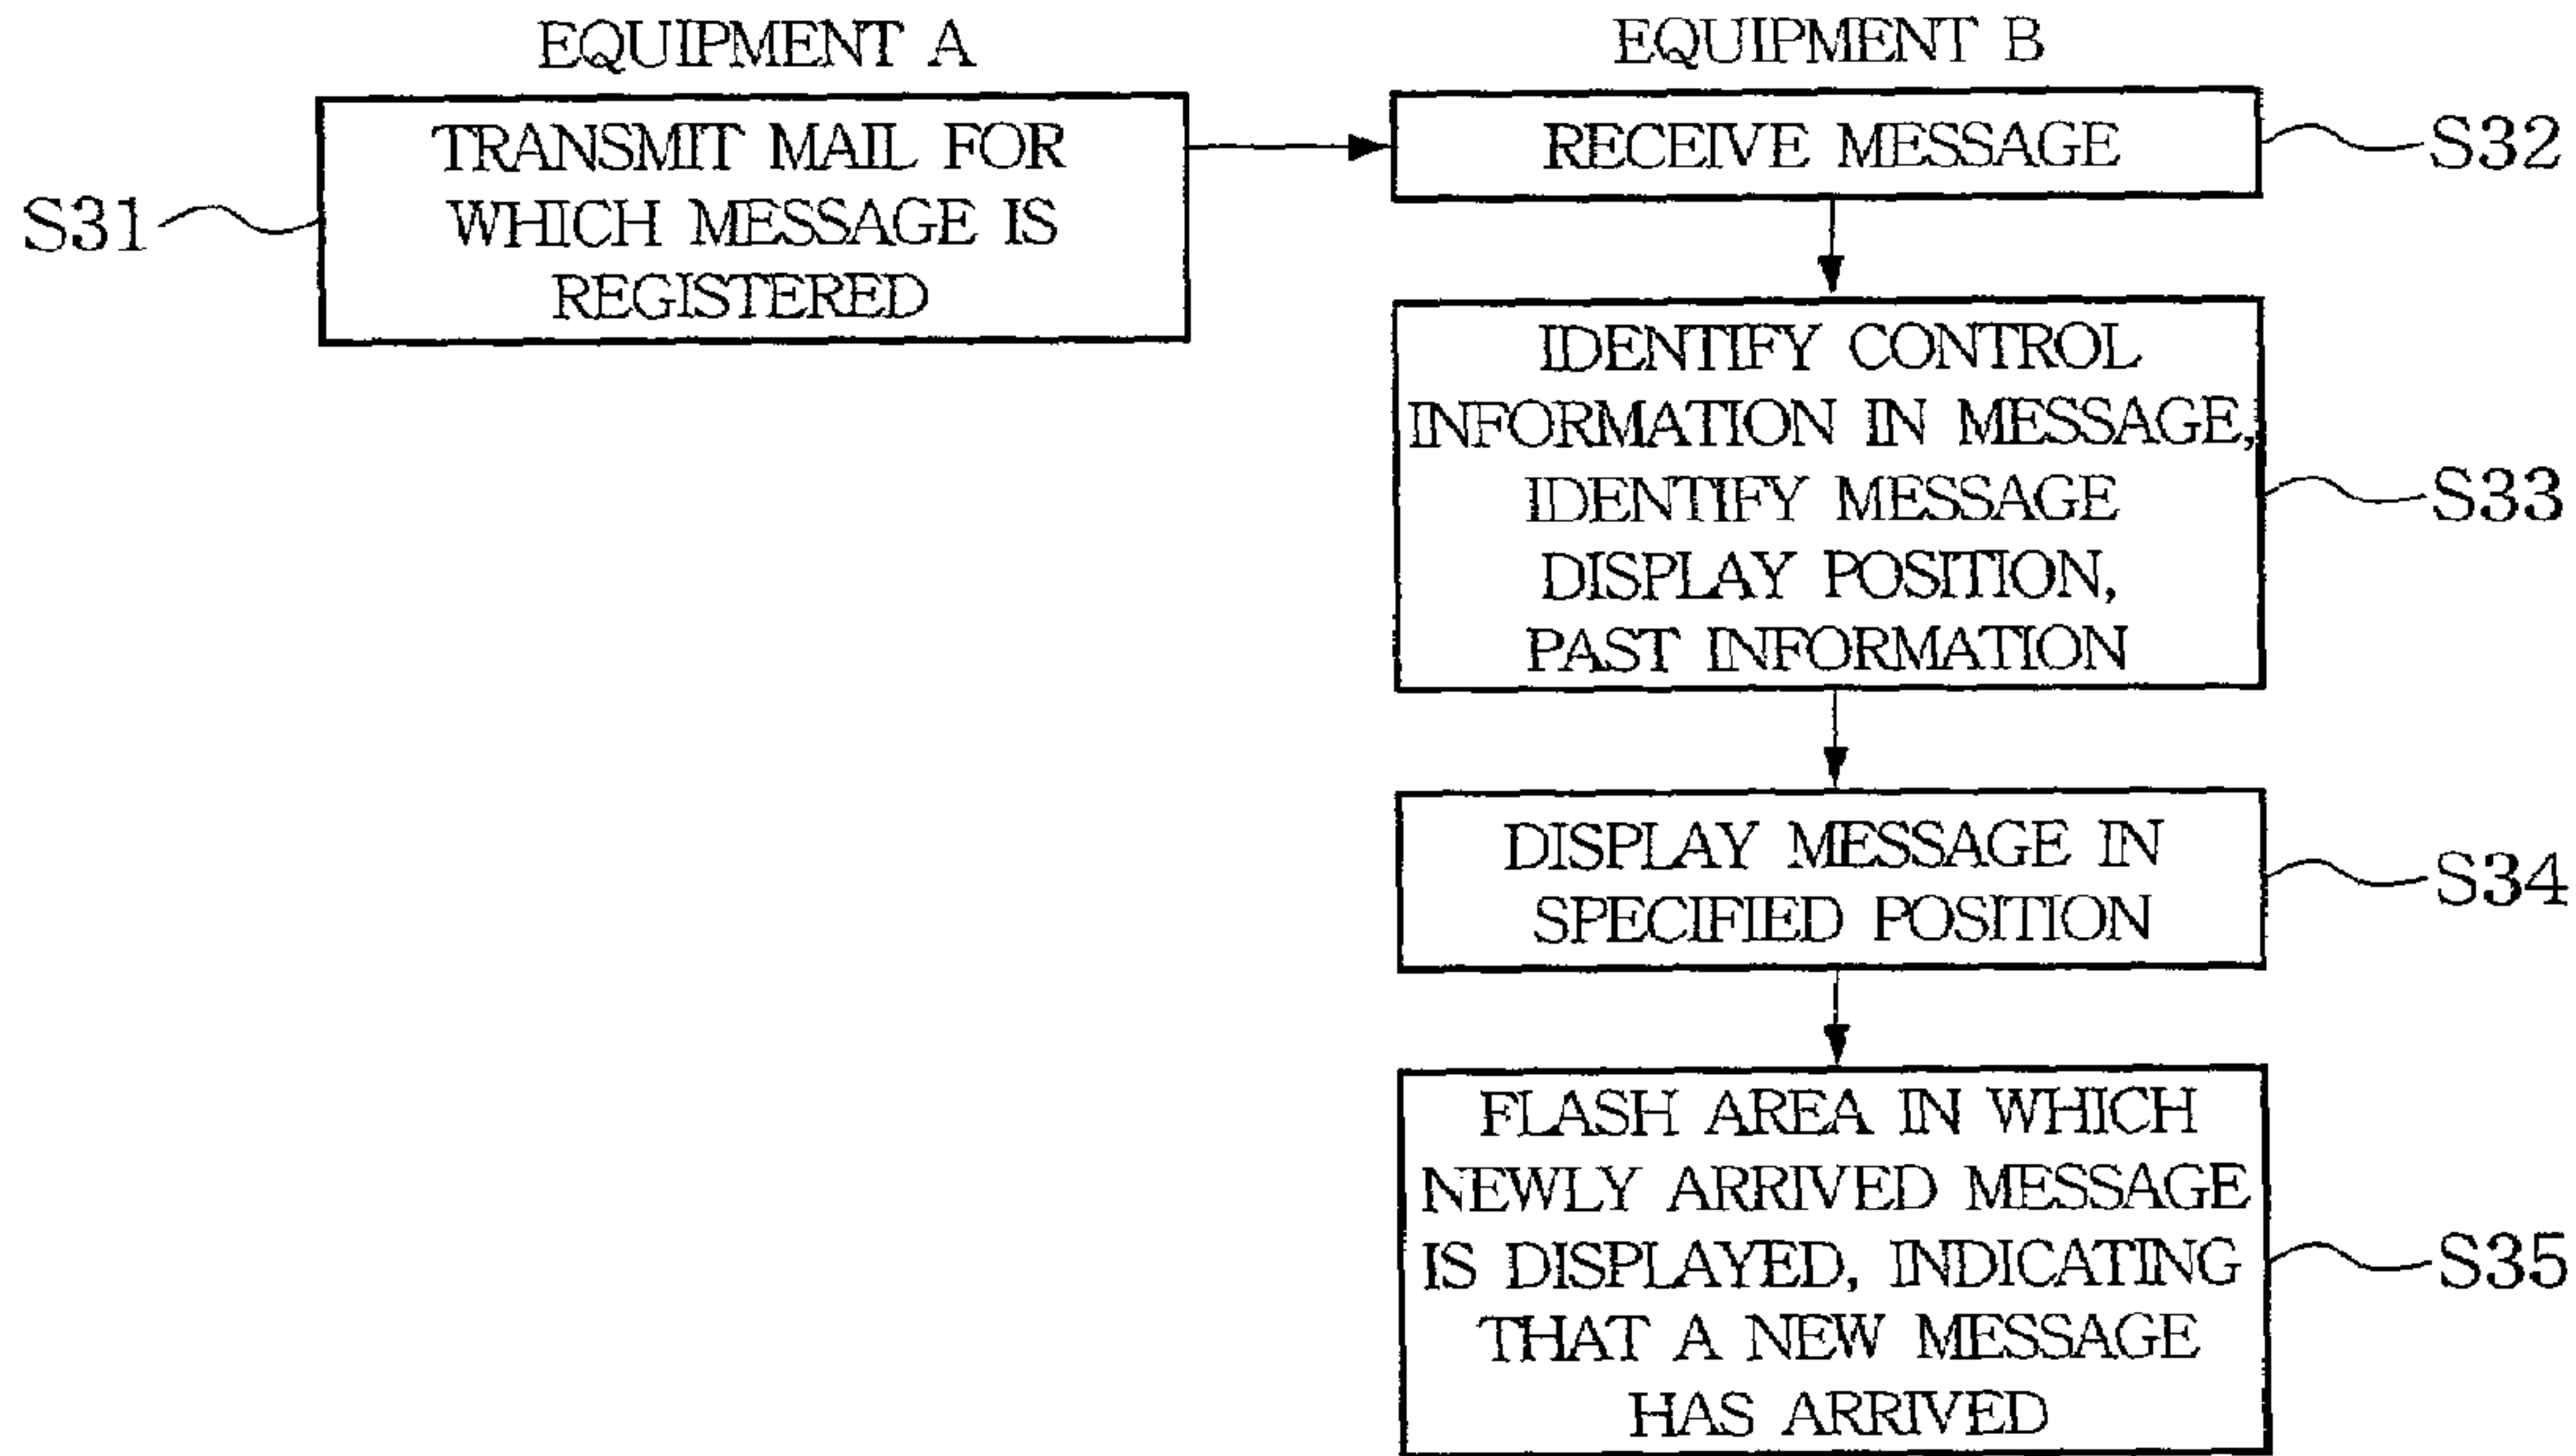 EQUIPMENT A
TRANSMIT MAIL FOR
WHICH MESSAGE IS
REGISTERED
S31
EQUIPMENT B
RECEIVE MESSAGE
S32
IDENTIFY CONTROL
INFORMATION IN MESSAGE,
IDENTIFY MESSAGE
DISPLAY POSITION,
PAST INFORMATION
S33
DISPLAY MESSAGE IN
SPECIFIED POSITION
S34
FLASH AREA IN WHICH
NEWLY ARRIVED MESSAGE
IS DISPLAYED, INDICATING
THAT A NEW MESSAGE
HAS ARRIVED
S35